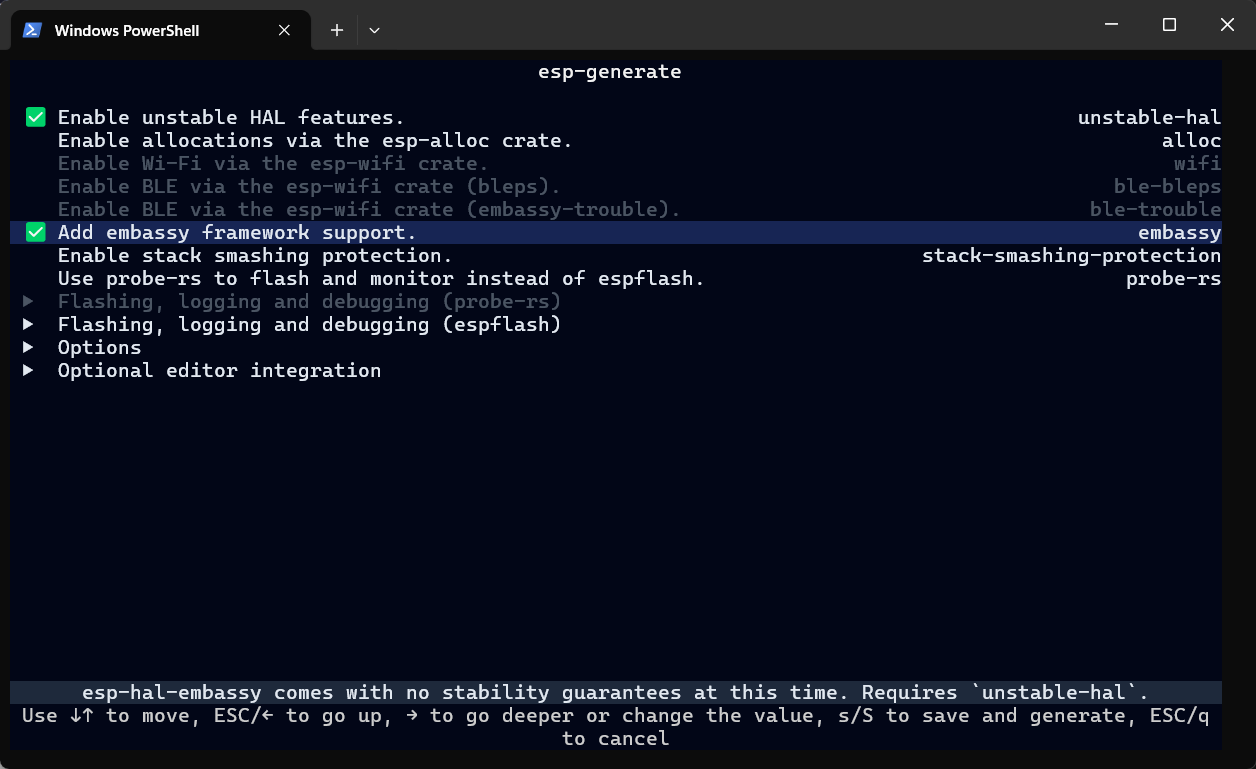 Windows PowerShell
esp-generate
✅ Enable unstable HAL features. unstable-hal
Enable allocations via the esp-alloc crate. alloc
Enable Wi-Fi via the esp-wifi crate. wifi
Enable BLE via the esp-wifi crate (bleps). ble-bleps
Enable BLE via the esp-wifi crate (embassy-trouble). ble-trouble
✅ Add embassy framework support. embassy
Enable stack smashing protection. stack-smashing-protection
Use probe-rs to flash and monitor instead of espflash. probe-rs
▶ Flashing, logging and debugging (probe-rs)
▶ Flashing, logging and debugging (espflash)
▶ Options
▶ Optional editor integration
esp-hal-embassy comes with no stability guarantees at this time. Requires `unstable-hal`.
Use ↓↑ to move, ESC/← to go up, → to go deeper or change the value, s/S to save and generate, ESC/q
to cancel